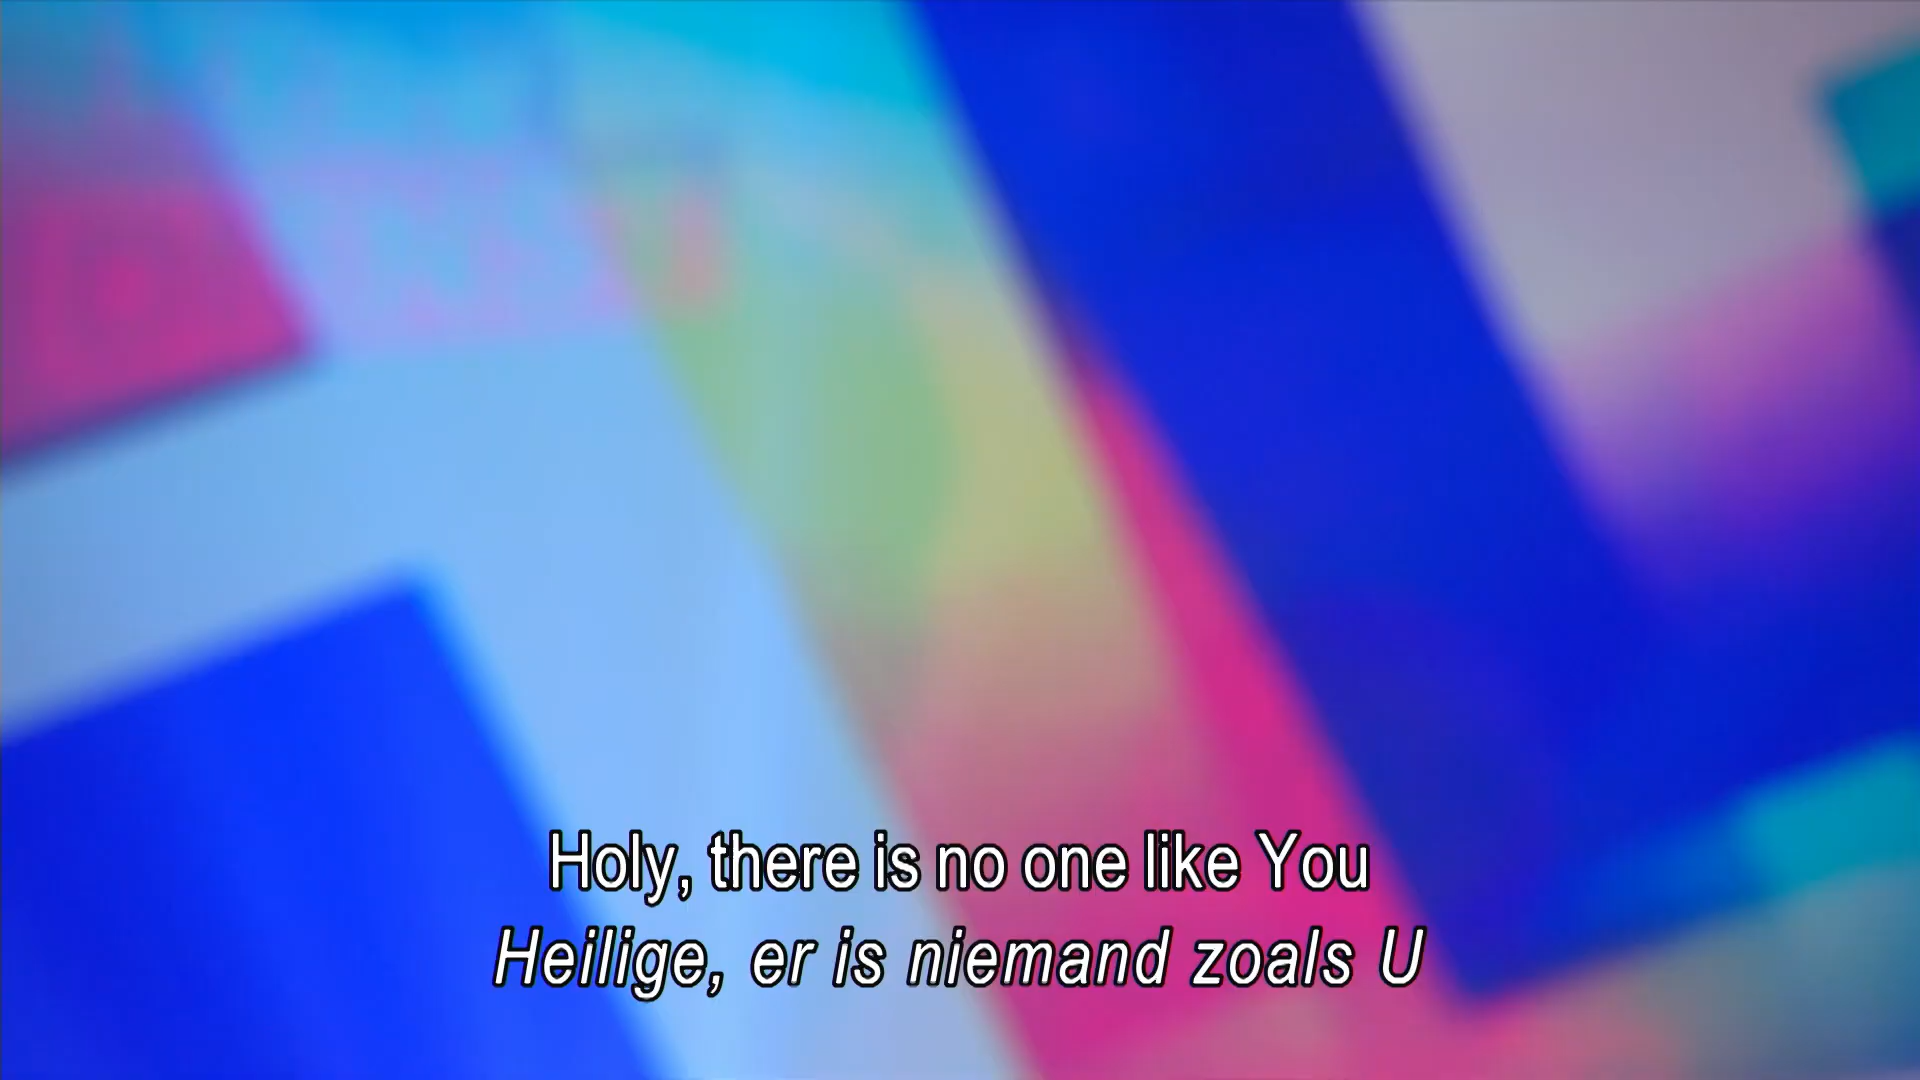 Holy, there is no one like You
Heilige, er is niemand zoals U